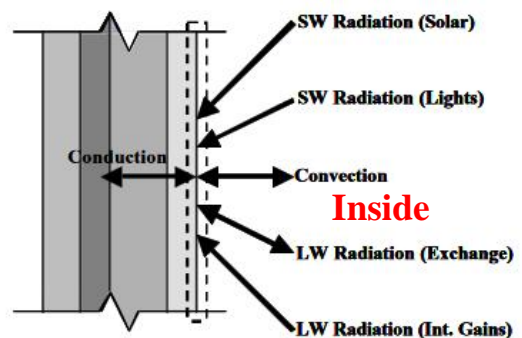 SW Radiation (Solar)
SW Radiation (Lights)
Conduction
Convection
Inside
LW Radiation (Exchange)
LW Radiation (Int. Gains)